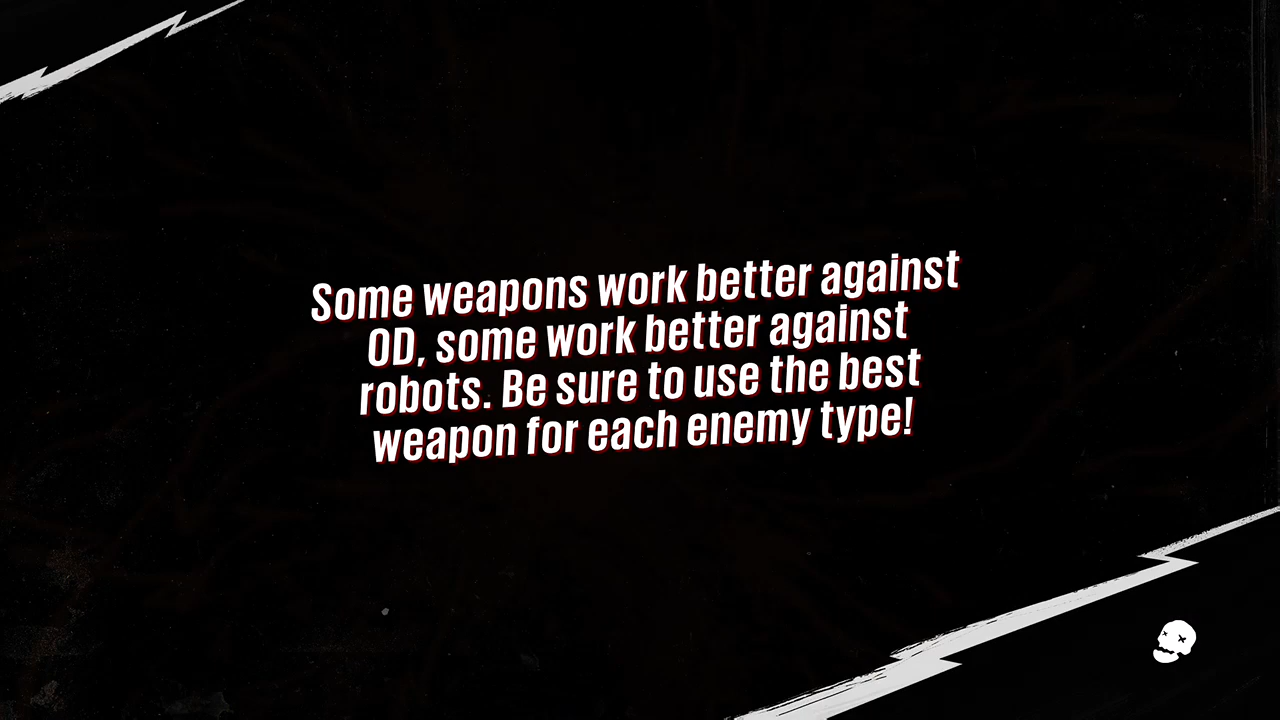 Some weapons work better against
OD, some work better against
robots. Be sure to use the best
weapon for each enemy type!